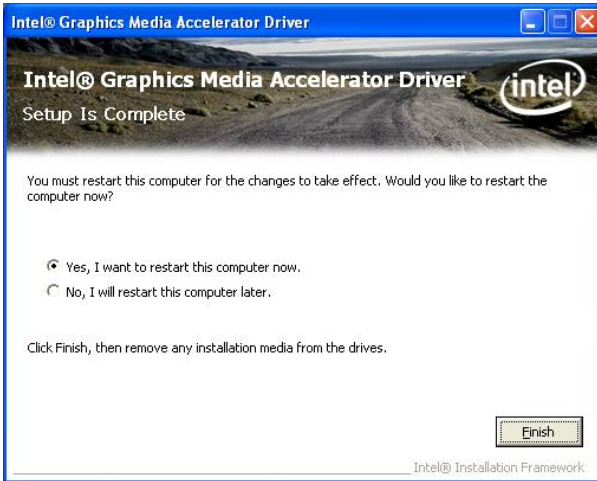 Intel® Graphics Media Accelerator Driver
Intel® Graphics Media Accelerator Driver
intel
Setup Is Complete
You must restart this computer for the changes to take effect. Would you like to restart the
computer now?
Yes, I want to restart this computer now.
No, I will restart this computer later.
Click Finish, then remove any installation media from the drives.
Finish
Intel® Installation Framework